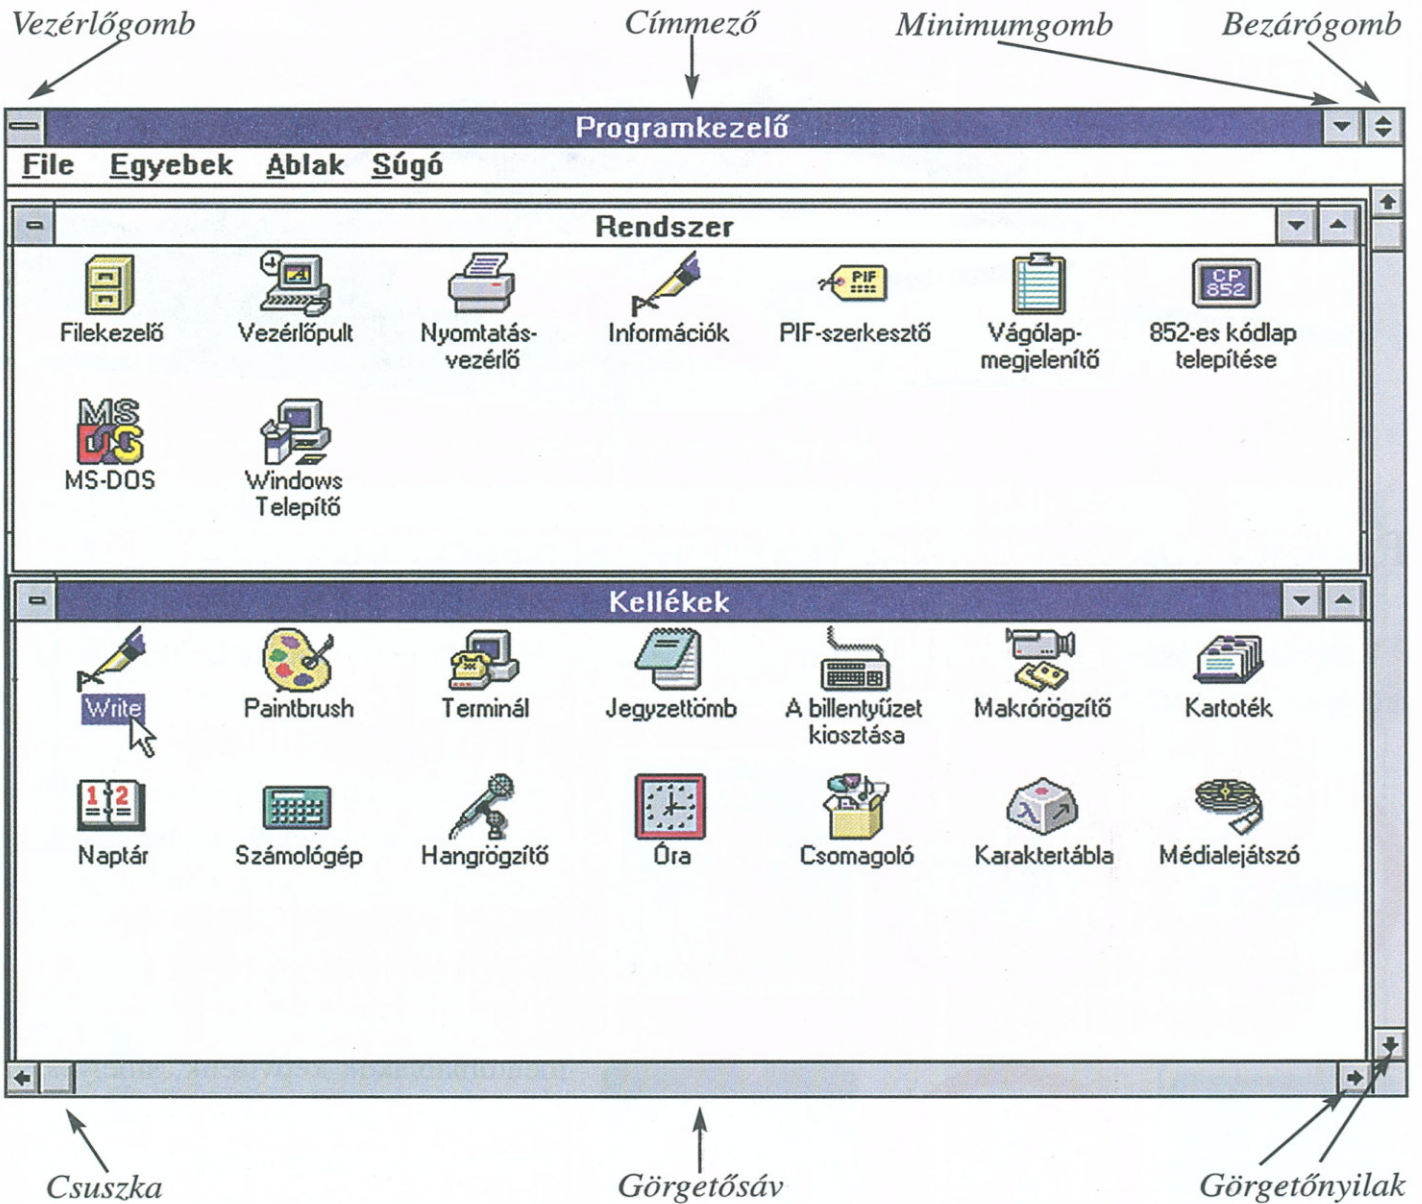 Vezérlőgomb
Címmező
Minimumgomb
Bezárógomb
Programkezelő
File Egyebek Ablak Súgó
Rendszer
Filekezelő
Vezérlőpult
Nyomtatás-
vezérlő
Információk
PIF
PIF-szerkesztő
Vágólap-
megjelenítő
CP
852
852-es kódlap
telepítése
MS
DOS
MS-DOS
Windows
Telepítő
Kellékek
Write
Paintbrush
Terminál
Jegyzettömb
A billentyűzet
kiosztása
Makrórögzítő
Kartoték
1 2
Naptár
Számológép
Hangrögzítő
Óra
Csomagoló
Karaktertábla
Médialejátszó
Csuszka
Görgetősáv
Görgetőnyilak